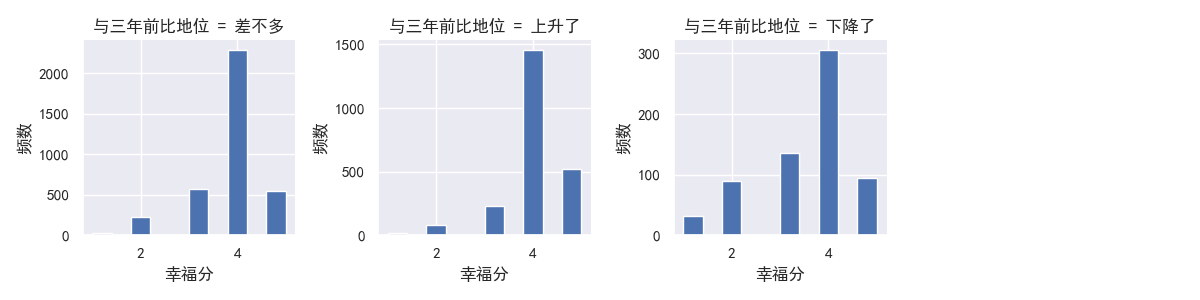 与三年前比地位 = 差不多
频数
2000
1500
1000
500
0
2
4
幸福分
与三年前比地位 = 上升了
频数
1500
1000
500
0
2
4
幸福分
与三年前比地位 = 下降了
频数
300
200
100
0
2
4
幸福分